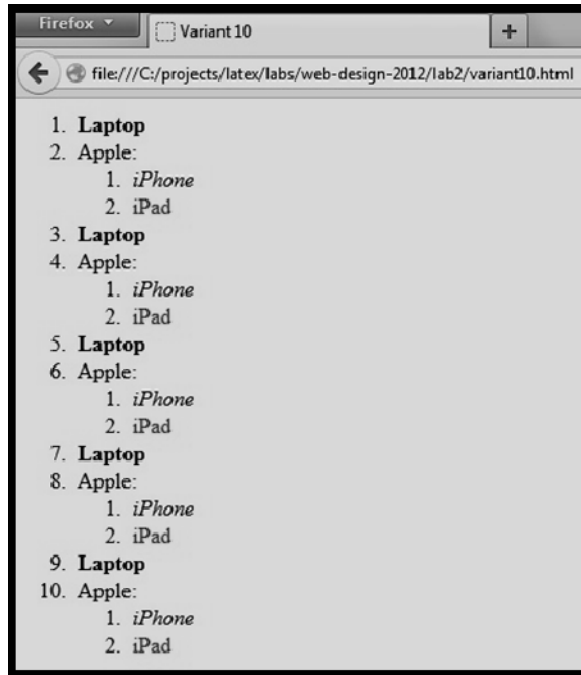 Firefox
Variant 10
+
file:///C:/projects/latex/labs/web-design-2012/lab2/variant10.html
1. Laptop
2. Apple:
1. iPhone
2. iPad
3. Laptop
4. Apple:
1. iPhone
2. iPad
5. Laptop
6. Apple:
1. iPhone
2. iPad
7. Laptop
8. Apple:
1. iPhone
2. iPad
9. Laptop
10. Apple:
1. iPhone
2. iPad